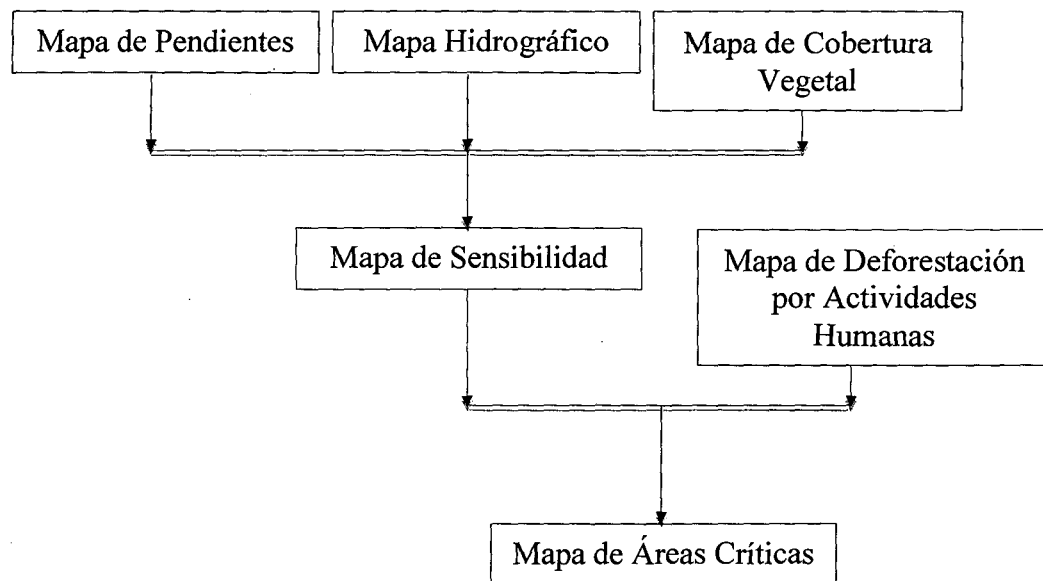 Mapa de Pendientes
Mapa Hidrográfico
Mapa de Cobertura
Vegetal
Mapa de Sensibilidad
Mapa de Deforestación
por Actividades
Humanas
Mapa de Áreas Críticas